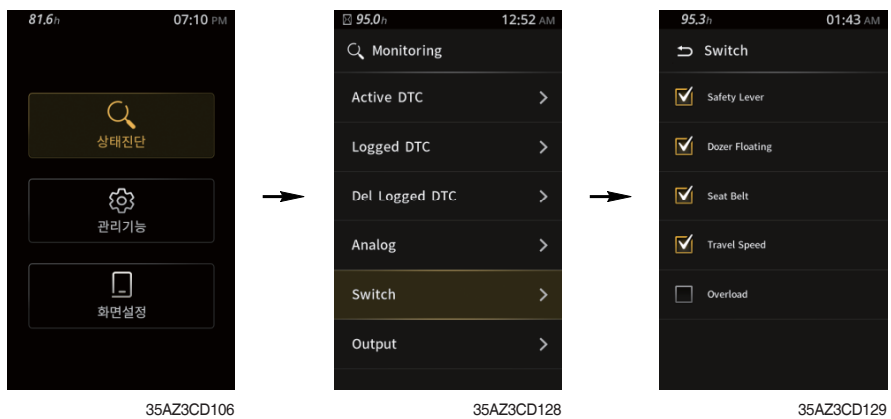 81.6h 07:10 PM
상태진단
관리기능
화면설정
35AZ3CD106
95.0h 12:52 AM
Monitoring
Active DTC
Logged DTC
Del Logged DTC
Analog
Switch
Output
35AZ3CD128
95.3h 01:43 AM
Switch
Safety Lever
Dozer Floating
Seat Belt
Travel Speed
Overload
35AZ3CD129